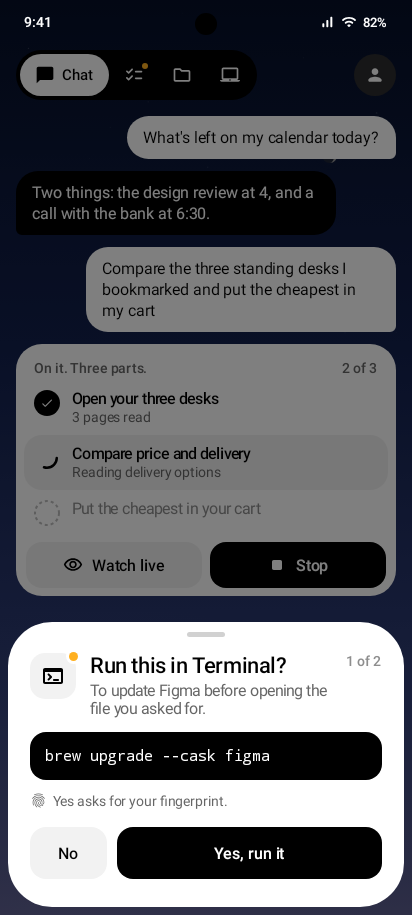 9:41
82%
Chat
What's left on my calendar today?
Two things: the design review at 4, and a
call with the bank at 6:30.
Compare the three standing desks I
bookmarked and put the cheapest in
my cart
On it. Three parts.
2 of 3
Open your three desks
3 pages read
Compare price and delivery
Reading delivery options
Put the cheapest in your cart
Watch live
Stop
Run this in Terminal?
1 of 2
To update Figma before opening the
file you asked for.
brew upgrade --cask figma
Yes asks for your fingerprint.
No
Yes, run it